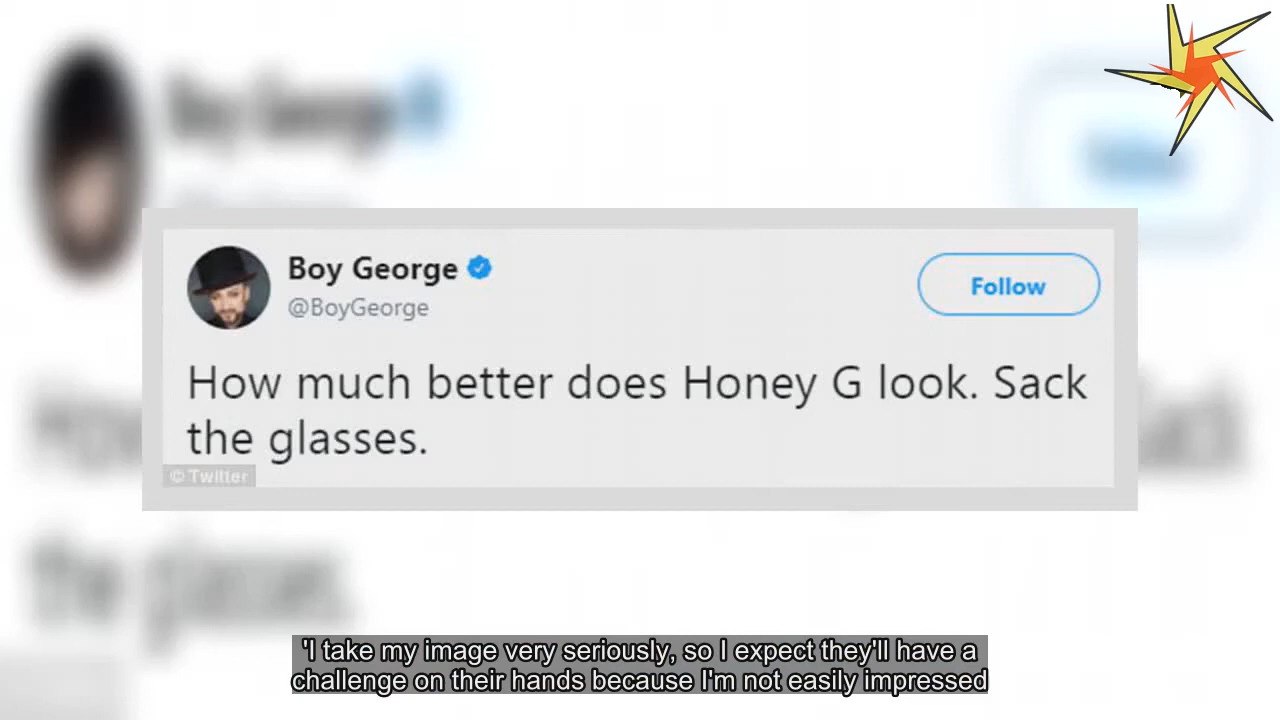 Boy George
@BoyGeorge
Follow
How much better does Honey G look. Sack
the glasses.
© Twitter
'I take my image very seriously, so I expect they'll have a
challenge on their hands because I'm not easily impressed